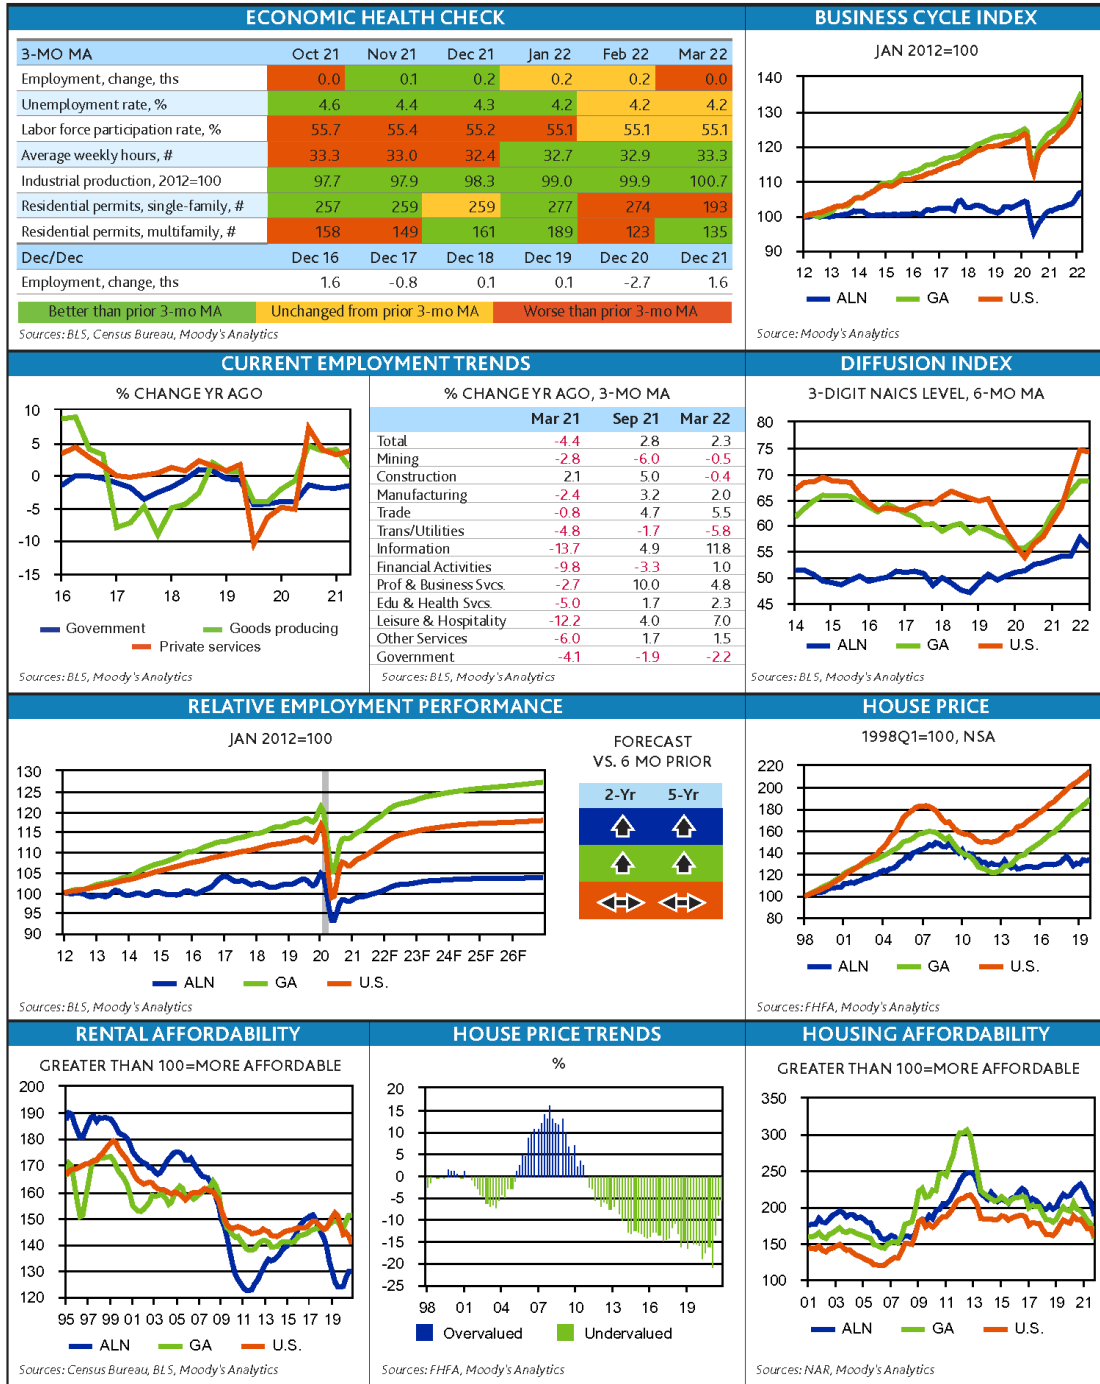 ECONOMIC HEALTH CHECK
3-MO MA Oct 21 Nov 21 Dec 21 Jan 22 Feb 22 Mar 22
Employment, change, ths 0.0 0.1 0.2 0.2 0.2 0.0
Unemployment rate, % 4.6 4.4 4.3 4.2 4.2 4.2
Labor force participation rate, % 55.7 55.4 55.2 55.1 55.1 55.1
Average weekly hours, # 33.3 33.0 32.4 32.7 32.9 33.3
Industrial production, 2012=100 97.7 97.9 98.3 99.0 99.9 100.7
Residential permits, single-family, # 257 259 259 277 274 193
Residential permits, multifamily, # 158 149 161 189 123 135
Dec/Dec Dec 16 Dec 17 Dec 18 Dec 19 Dec 20 Dec 21
Employment, change, ths 1.6 -0.8 0.1 0.1 -2.7 1.6
Better than prior 3-mo MA Unchanged from prior 3-mo MA Worse than prior 3-mo MA
Sources: BLS, Census Bureau, Moody's Analytics
BUSINESS CYCLE INDEX
JAN 2012=100
140
130
120
110
100
90
12 13 14 15 16 17 18 19 20 21 22
ALN GA U.S.
Source: Moody's Analytics
CURRENT EMPLOYMENT TRENDS
% CHANGE YR AGO
10
5
0
-5
-10
-15
16 17 18 19 20 21
Government Goods producing
Private services
Sources: BLS, Moody's Analytics
% CHANGE YR AGO, 3-MO MA
Mar 21 Sep 21 Mar 22
Total -4.4 2.8 2.3
Mining -2.8 -6.0 -0.5
Construction 2.1 5.0 -0.4
Manufacturing -2.4 3.2 2.0
Trade -0.8 4.7 5.5
Trans/Utilities -4.8 -1.7 -5.8
Information -13.7 4.9 11.8
Financial Activities -9.8 -3.3 1.0
Prof & Business Svcs. -2.7 10.0 4.8
Edu & Health Svcs. -5.0 1.7 2.3
Leisure & Hospitality -12.2 4.0 7.0
Other Services -6.0 1.7 1.5
Government -4.1 -1.9 -2.2
Sources: BLS, Moody's Analytics
DIFFUSION INDEX
3-DIGIT NAICS LEVEL, 6-MO MA
80
75
70
65
60
55
50
45
14 15 16 17 18 19 20 21 22
ALN GA U.S.
Sources: BLS, Moody's Analytics
RELATIVE EMPLOYMENT PERFORMANCE
JAN 2012=100
130
125
120
115
110
105
100
95
90
12 13 14 15 16 17 18 19 20 21 22F 23F 24F 25F 26F
ALN GA U.S.
Sources: BLS, Moody's Analytics
FORECAST
VS. 6 MO PRIOR
2-Yr 5-Yr
HOUSE PRICE
1998Q1=100, NSA
220
200
180
160
140
120
100
80
98 01 04 07 10 13 16 19
ALN GA U.S.
Sources: FHFA, Moody's Analytics
RENTAL AFFORDABILITY
GREATER THAN 100=MORE AFFORDABLE
200
190
180
170
160
150
140
130
120
95 97 99 01 03 05 07 09 11 13 15 17 19
ALN GA U.S.
Sources: Census Bureau, BLS, Moody's Analytics
HOUSE PRICE TRENDS
%
20
15
10
5
0
-5
-10
-15
-20
-25
98 01 04 07 10 13 16 19
Overvalued Undervalued
Sources: FHFA, Moody's Analytics
HOUSING AFFORDABILITY
GREATER THAN 100=MORE AFFORDABLE
350
300
250
200
150
100
01 03 05 07 09 11 13 15 17 19 21
ALN GA U.S.
Sources: NAR, Moody's Analytics